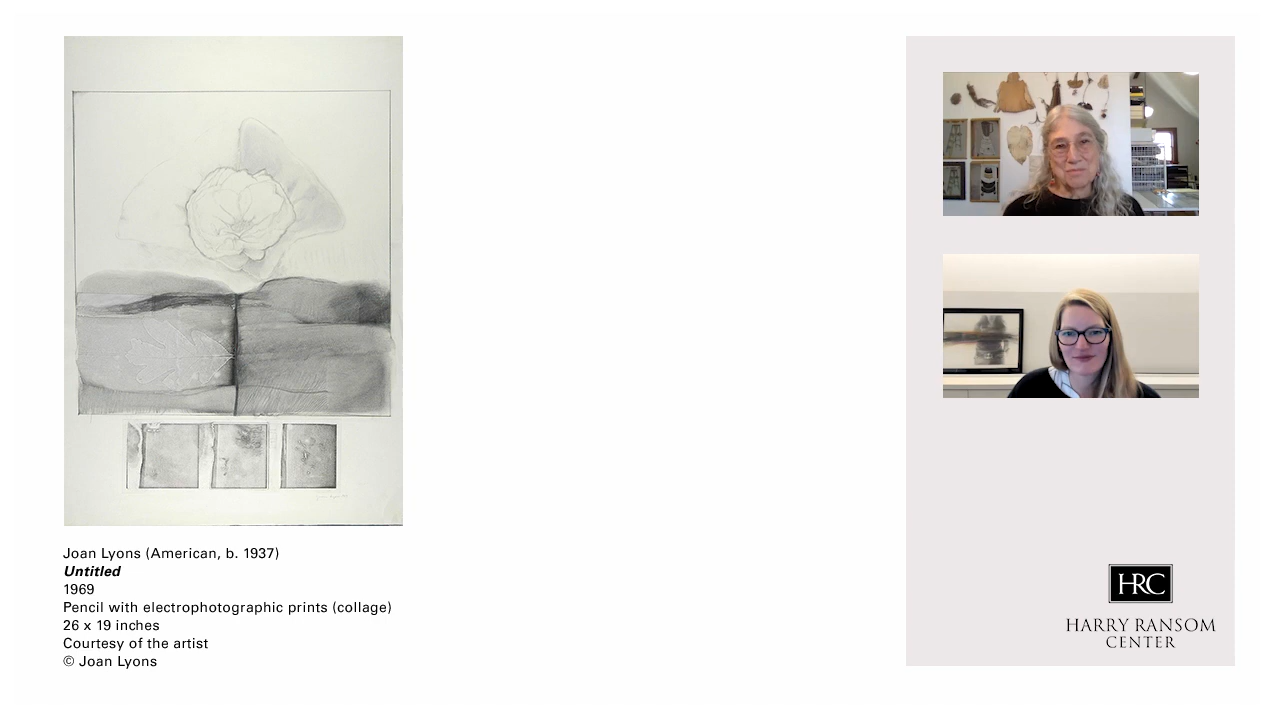 Joan Lyons (American, b. 1937)
Untitled
1969
Pencil with electrophotographic prints (collage)
26 x 19 inches
Courtesy of the artist
© Joan Lyons
HRC
HARRY RANSOM
CENTER